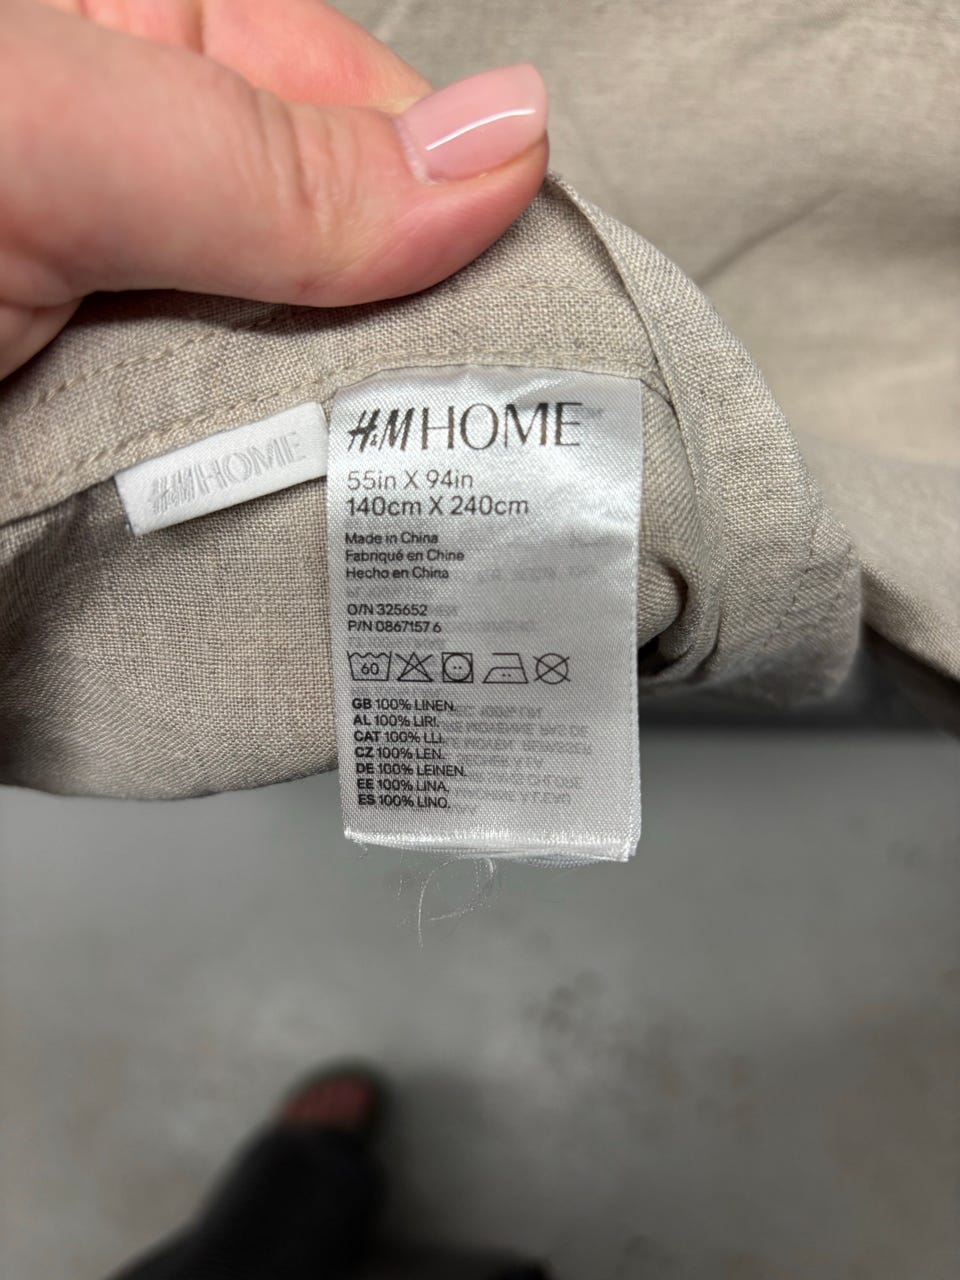 H&M HOME
H&M HOME
55in X 94in
140cm X 240cm
Made in China
Fabriqué en Chine
Hecho en China
O/N 325652
P/N 0867157 6
60
GB 100% LINEN.
AL 100% LIRI.
CAT 100% LLI.
CZ 100% LEN.
DE 100% LEINEN.
EE 100% LINA.
ES 100% LINO.